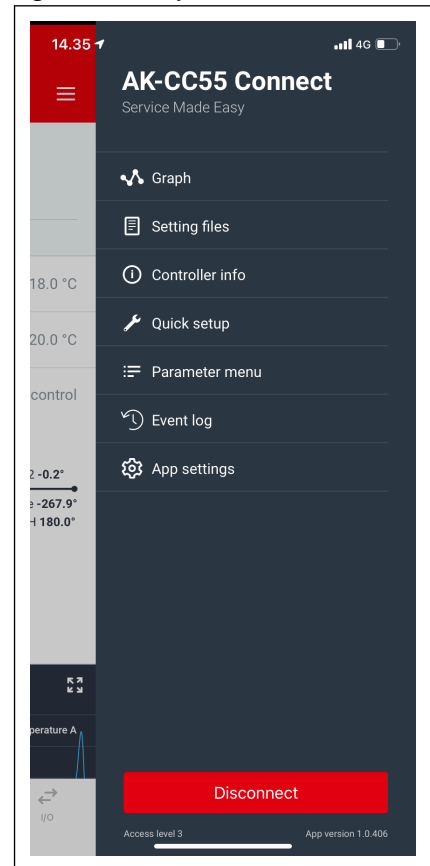 14.35
4G
AK-CC55 Connect
Service Made Easy
Graph
Setting files
18.0 °C
Controller info
Quick setup
20.0 °C
Parameter menu
control
Event log
App settings
2 -0.2°
e -267.9°
H 180.0°
perature A
I/O
Disconnect
Access level 3
App version 1.0.406